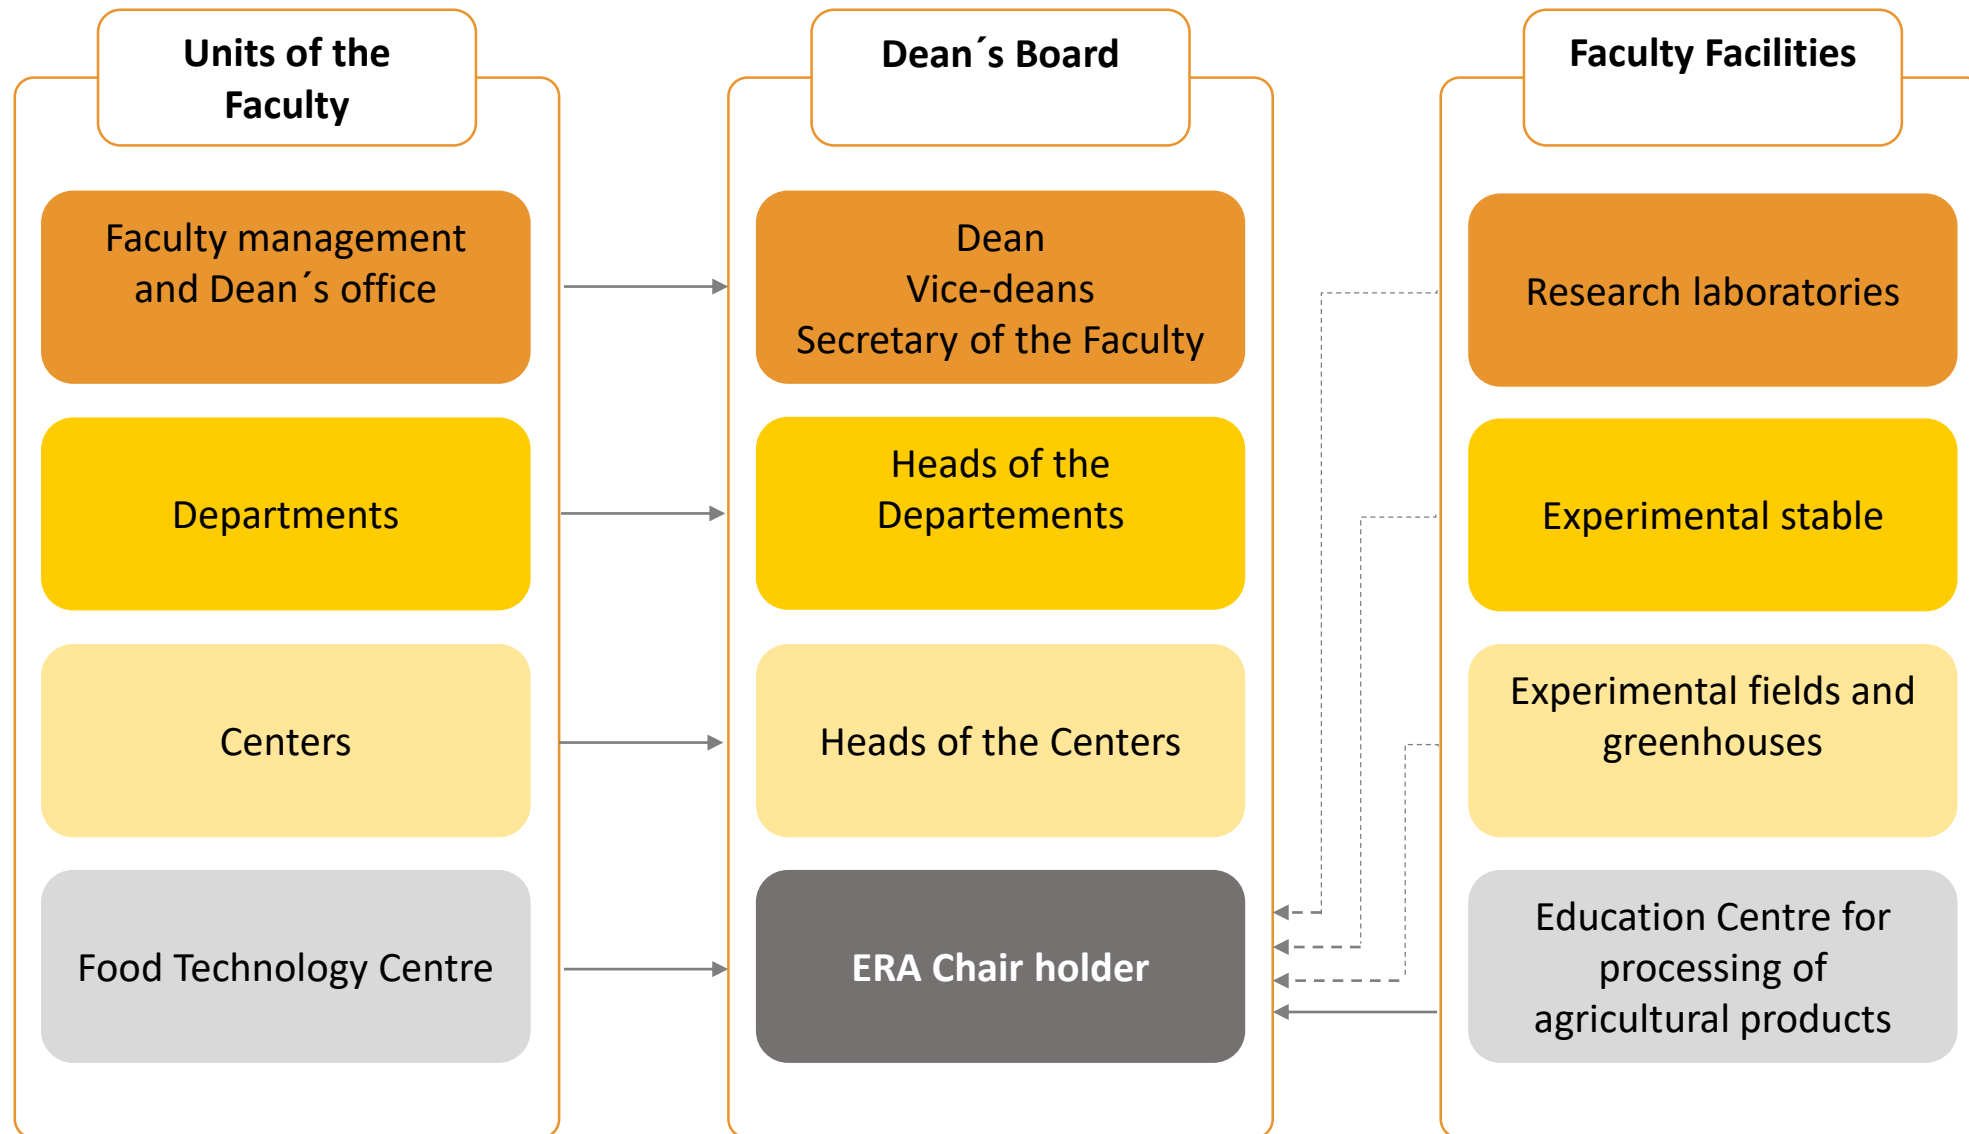 Units of the
Faculty
Faculty management
and Dean´s office
Departments
Centers
Food Technology Centre
Dean´s Board
Dean
Vice-deans
Secretary of the Faculty
Heads of the
Departements
Heads of the Centers
ERA Chair holder
Faculty Facilities
Research laboratories
Experimental stable
Experimental fields and
greenhouses
Education Centre for
processing of
agricultural products